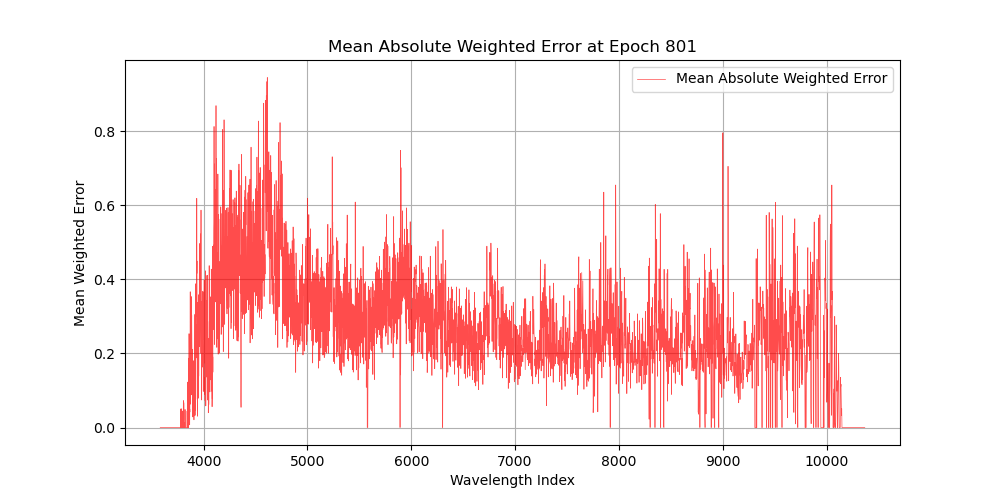 Mean Absolute Weighted Error at Epoch 801
Mean Absolute Weighted Error
Mean Weighted Error
0.8
0.6
0.4
0.2
0.0
4000 5000 6000 7000 8000 9000 10000
Wavelength Index